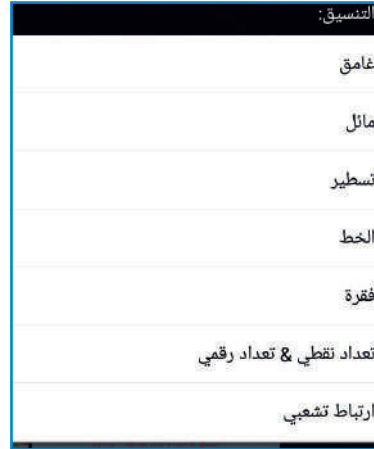 التنسيق:
غامق
مائل
تسطير
الخط
فقرة
تعداد نقطي & تعداد رقمي
ارتباط تشعبي